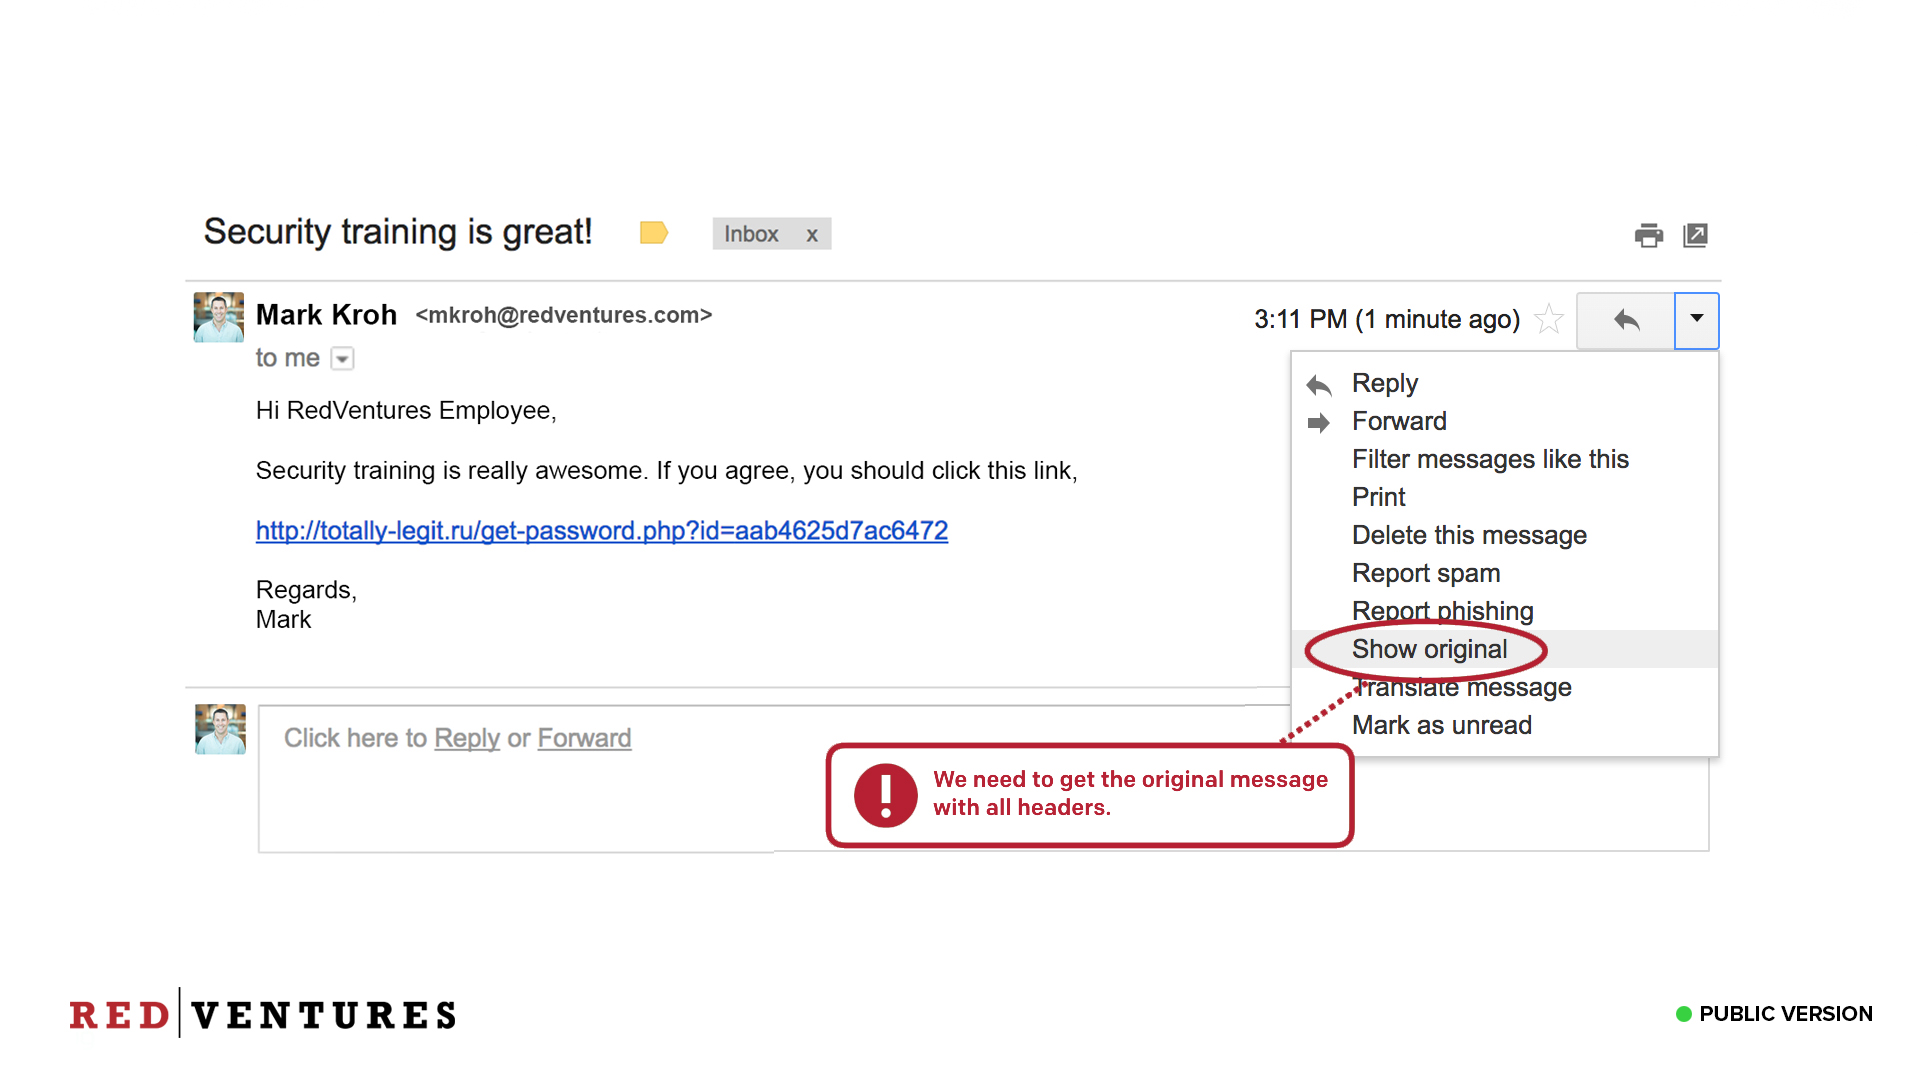 Security training is great!
Inbox x
Mark Kroh <mkroh@redventures.com>
3:11 PM (1 minute ago)
to me
Hi RedVentures Employee,
Security training is really awesome. If you agree, you should click this link,
http://totally-legit.ru/get-password.php?id=aab4625d7ac6472
Regards,
Mark
Reply
Forward
Filter messages like this
Print
Delete this message
Report spam
Report phishing
Show original
Translate message
Mark as unread
Click here to Reply or Forward
We need to get the original message
with all headers.
RED VENTURES
PUBLIC VERSION